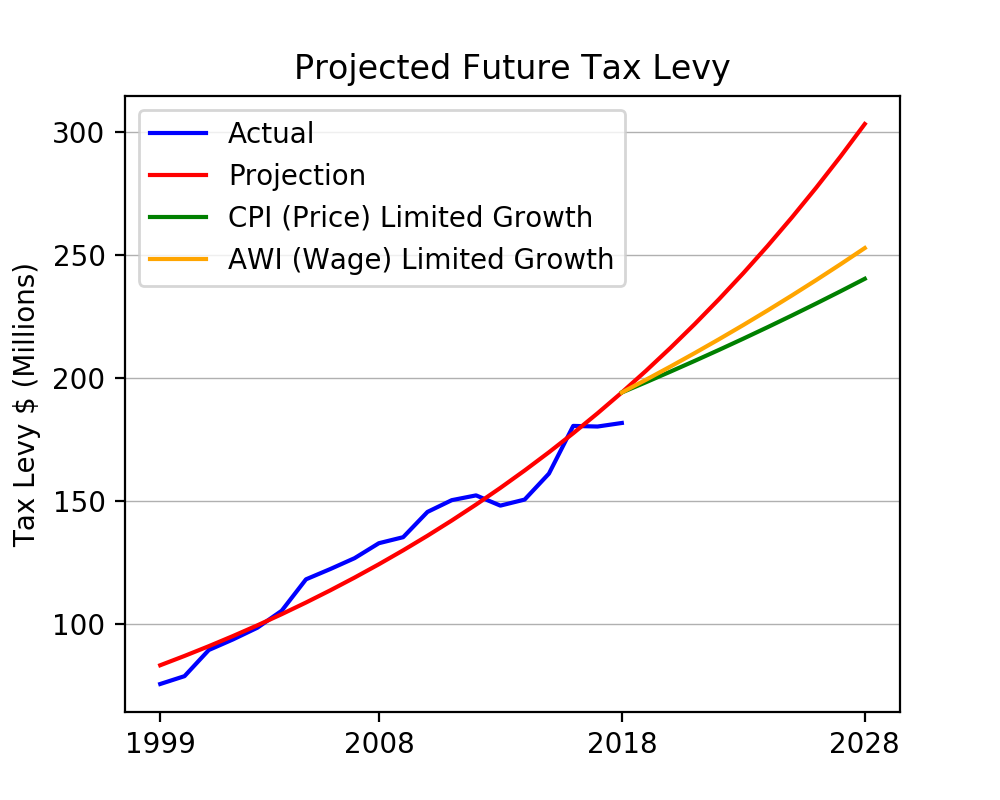 Projected Future Tax Levy
Actual
Projection
CPI (Price) Limited Growth
AWI (Wage) Limited Growth
Tax Levy $ (Millions)
300
250
200
150
100
1999
2008
2018
2028